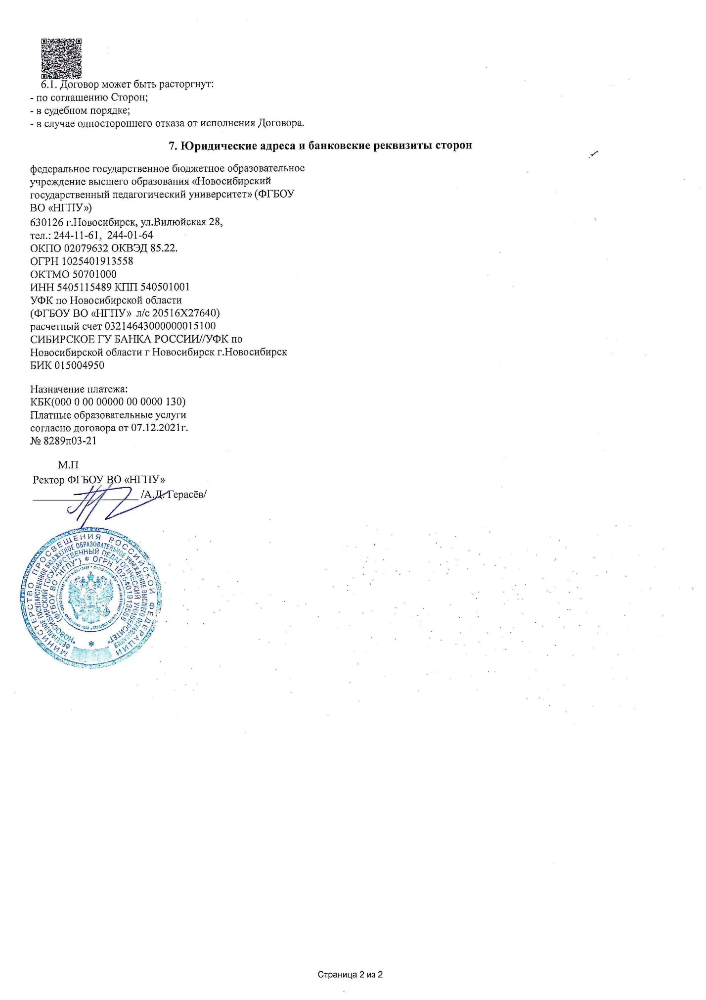 6.1. Договор может быть расторгнут:
- по соглашению Сторон;
- в судебном порядке;
- в случае одностороннего отказа от исполнения Договора.
7. Юридические адреса и банковские реквизиты сторон
федеральное государственное бюджетное образовательное
учреждение высшего образования «Новосибирский
государственный педагогический университет» (ФГБОУ
ВО «НГПУ»)
630126 г.Новосибирск, ул.Вилюйская 28,
тел.: 244-11-61, 244-01-64
ОКПО 02079632 ОКВЭД 85.22.
ОГРН 1025401913558
ОКТМО 50701000
ИНН 5405115489 КПП 540501001
УФК по Новосибирской области
(ФГБОУ ВО «НГПУ» л/с 20516Х27640)
расчетный счет 03214643000000015100
СИБИРСКОЕ ГУ БАНКА РОССИИ//УФК по
Новосибирской области г Новосибирск г.Новосибирск
БИК 015004950
Назначение платежа:
КБК(000 0 00 00000 00 0000 130)
Платные образовательные услуги
согласно договора от 07.12.2021г.
№ 8289п03-21
М.П
Ректор ФГБОУ ВО «НГПУ»
/А.Д. Герасёв/
МИНИСТЕРСТВО ПРОСВЕЩЕНИЯ РОССИЙСКОЙ ФЕДЕРАЦИИ
ФЕДЕРАЛЬНОЕ ГОСУДАРСТВЕННОЕ БЮДЖЕТНОЕ ОБРАЗОВАТЕЛЬНОЕ УЧРЕЖДЕНИЕ ВЫСШЕГО ОБРАЗОВАНИЯ
"НОВОСИБИРСКИЙ ГОСУДАРСТВЕННЫЙ ПЕДАГОГИЧЕСКИЙ УНИВЕРСИТЕТ"
(ФГБОУ ВО "НГПУ") * ОГРН 1025401913558
Страница 2 из 2